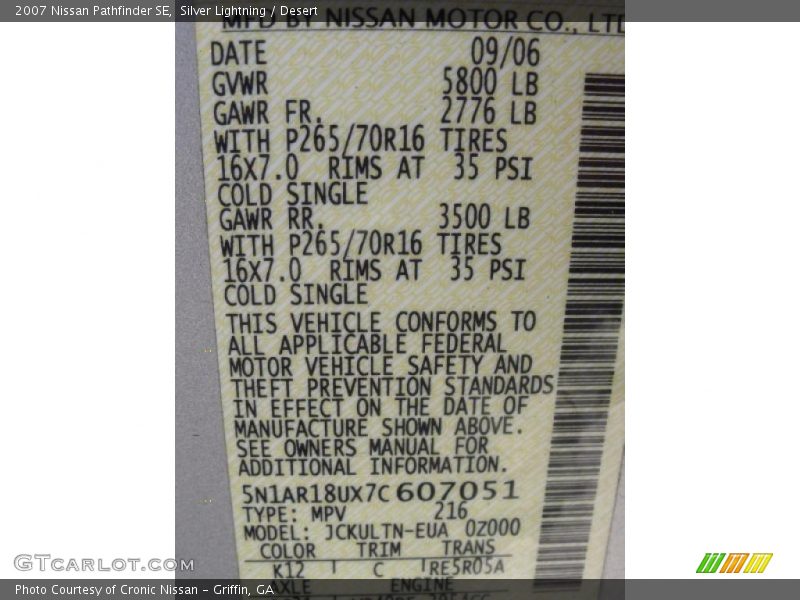 2007 Nissan Pathfinder SE, Silver Lightning / Desert
MFD BY NISSAN MOTOR CO., LTD
DATE 09/06
GVWR 5800 LB
GAWR FR. 2776 LB
WITH P265/70R16 TIRES
16X7.0 RIMS AT 35 PSI
COLD SINGLE
GAWR RR. 3500 LB
WITH P265/70R16 TIRES
16X7.0 RIMS AT 35 PSI
COLD SINGLE
THIS VEHICLE CONFORMS TO
ALL APPLICABLE FEDERAL
MOTOR VEHICLE SAFETY AND
THEFT PREVENTION STANDARDS
IN EFFECT ON THE DATE OF
MANUFACTURE SHOWN ABOVE.
SEE OWNERS MANUAL FOR
ADDITIONAL INFORMATION.
5N1AR18UX7C607051
TYPE: MPV 216
MODEL: JCKULTN-EUA 0Z000
COLOR TRIM TRANS
K12 C RE5R05A
AXLE ENGINE
GTcarlot.com
Photo Courtesy of Cronic Nissan - Griffin, GA